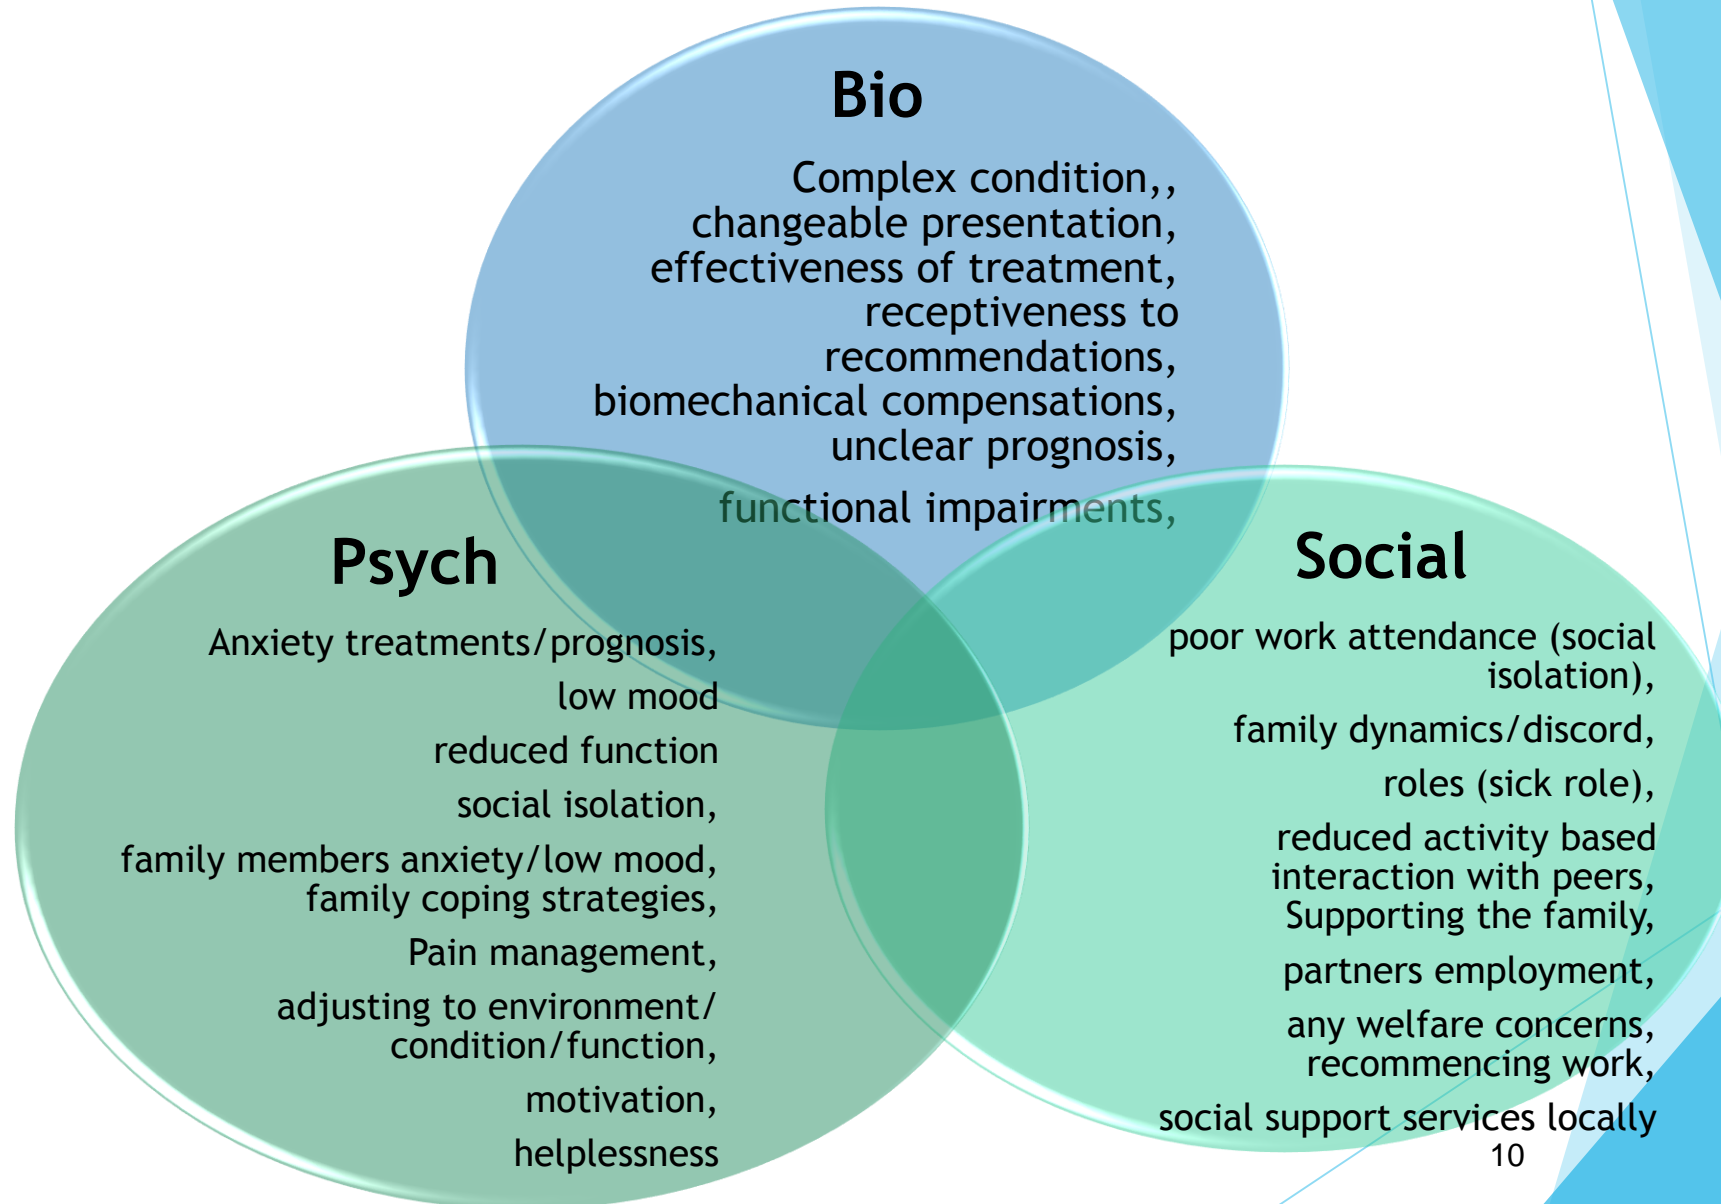 Bio
Complex condition,,
changeable presentation,
effectiveness of treatment,
receptiveness to
recommendations,
biomechanical compensations,
unclear prognosis,
functional impairments,
Psych
Anxiety treatments/prognosis,
low mood
reduced function
social isolation,
family members anxiety/low mood,
family coping strategies,
Pain management,
adjusting to environment/
condition/function,
motivation,
helplessness
Social
poor work attendance (social
isolation),
family dynamics/discord,
roles (sick role),
reduced activity based
interaction with peers,
Supporting the family,
partners employment,
any welfare concerns,
recommencing work,
social support services locally
10